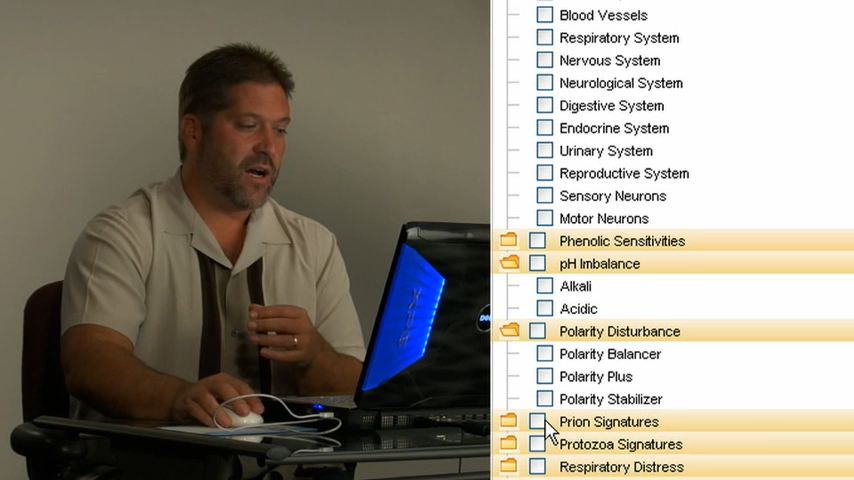 Blood Vessels
Respiratory System
Nervous System
Neurological System
Digestive System
Endocrine System
Urinary System
Reproductive System
Sensory Neurons
Motor Neurons
Phenolic Sensitivities
pH Imbalance
Alkali
Acidic
Polarity Disturbance
Polarity Balancer
Polarity Plus
Polarity Stabilizer
Prion Signatures
Protozoa Signatures
Respiratory Distress